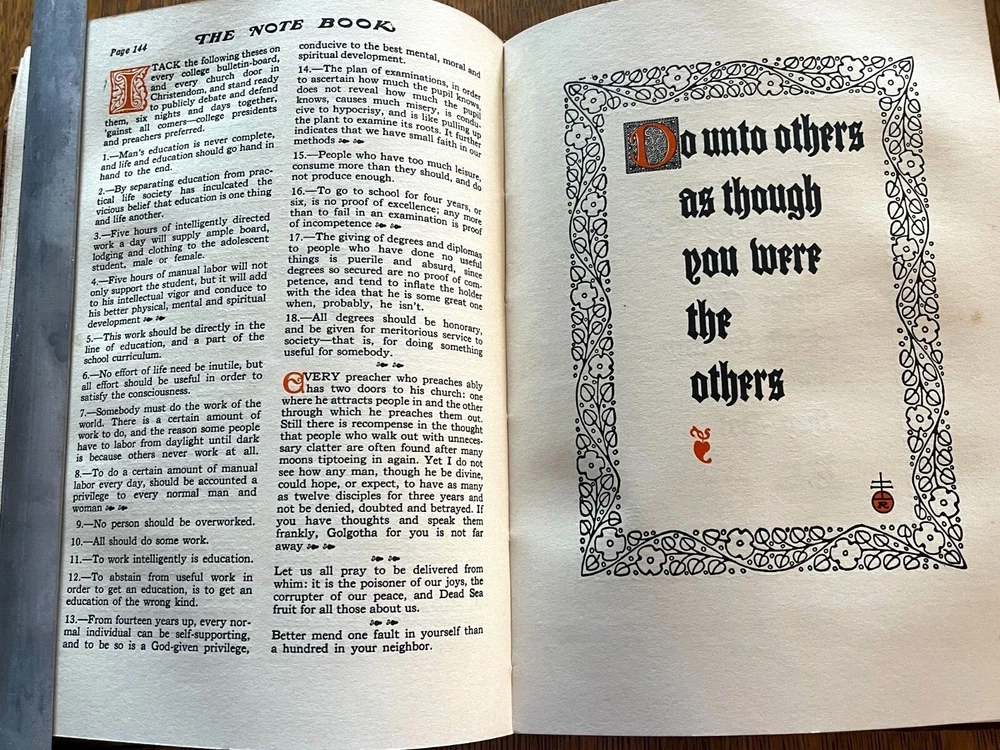 Page 144
THE NOTE BOOK
I TACK the following theses on
every college bulletin-board,
and every church door in
Christendom, and stand ready
to publicly debate and defend
them, six nights and days together,
'gainst all comers—college presidents
and preachers preferred.
1.—Man's education is never complete,
and life and education should go hand in
hand to the end.
2.—By separating education from prac-
tical life society has inculcated the
vicious belief that education is one thing
and life another.
3.—Five hours of intelligently directed
work a day will supply ample board,
lodging and clothing to the adolescent
student, male or female.
4.—Five hours of manual labor will not
only support the student, but it will add
to his intellectual vigor and conduce to
his better physical, mental and spiritual
development
5.—This work should be directly in the
line of education, and a part of the
school curriculum.
6.—No effort of life need be inutile, but
all effort should be useful in order to
satisfy the consciousness.
7.—Somebody must do the work of the
world. There is a certain amount of
work to do, and the reason some people
have to labor from daylight until dark
is because others never work at all.
8.—To do a certain amount of manual
labor every day, should be accounted a
privilege to every normal man and
woman
9.—No person should be overworked.
10.—All should do some work.
11.—To work intelligently is education.
12.—To abstain from useful work in
order to get an education, is to get an
education of the wrong kind.
13.—From fourteen years up, every nor-
mal individual can be self-supporting,
and to be so is a God-given privilege,
conducive to the best mental, moral and
spiritual development.
14.—The plan of examinations, in order
to ascertain how much the pupil knows,
does not reveal how much the pupil
knows, causes much misery, is condu-
cive to hypocrisy, and is like pulling up
the plant to examine its roots. It further
indicates that we have small faith in our
methods
15.—People who have too much leisure,
consume more than they should, and do
not produce enough.
16.—To go to school for four years, or
six, is no proof of excellence; any more
than to fail in an examination is proof
of incompetence
17.—The giving of degrees and diplomas
to people who have done no useful
things is puerile and absurd, since
degrees so secured are no proof of com-
petence, and tend to inflate the holder
with the idea that he is some great one
when, probably, he isn't.
18.—All degrees should be honorary,
and be given for meritorious service to
society—that is, for doing something
useful for somebody.
EVERY preacher who preaches ably
has two doors to his church: one
where he attracts people in and the other
through which he preaches them out.
Still there is recompense in the thought
that people who walk out with unneces-
sary clatter are often found after many
moons tiptoeing in again. Yet I do not
see how any man, though he be divine,
could hope, or expect, to have as many
as twelve disciples for three years and
not be denied, doubted and betrayed. If
you have thoughts and speak them
frankly, Golgotha for you is not far
away
Let us all pray to be delivered from
whim: it is the poisoner of our joys, the
corrupter of our peace, and Dead Sea
fruit for all those about us.
Better mend one fault in yourself than
a hundred in your neighbor.
Do unto others
as though
you were
the
others
R